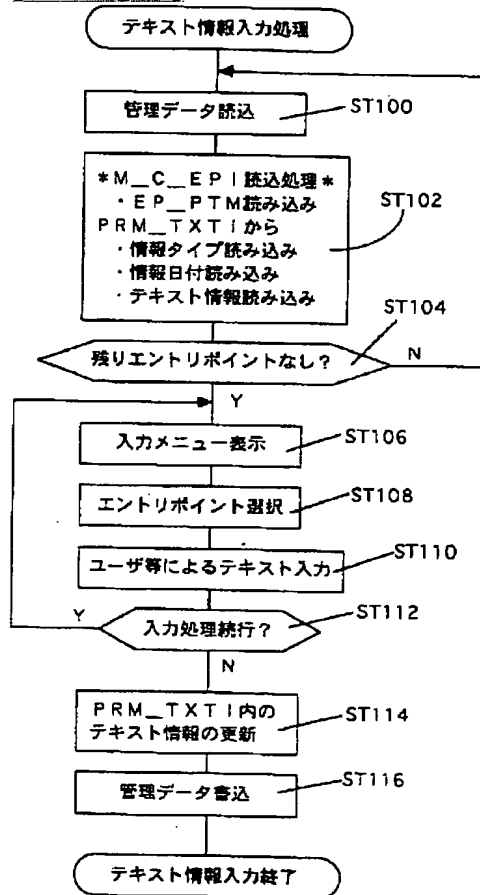 テキスト情報入力処理
管理データ読込
ST100
*M_C_EPI読込処理*
・EP_PTM読み込み
PRM_TXTIから
・情報タイプ読み込み
・情報日付読み込み
・テキスト情報読み込み
ST102
ST104
残りエントリポイントなし?
N
Y
入力メニュー表示
ST106
エントリポイント選択
ST108
ユーザ等によるテキスト入力
ST110
Y
入力処理続行?
ST112
N
PRM_TXTI内の
テキスト情報の更新
ST114
管理データ書込
ST116
テキスト情報入力終了